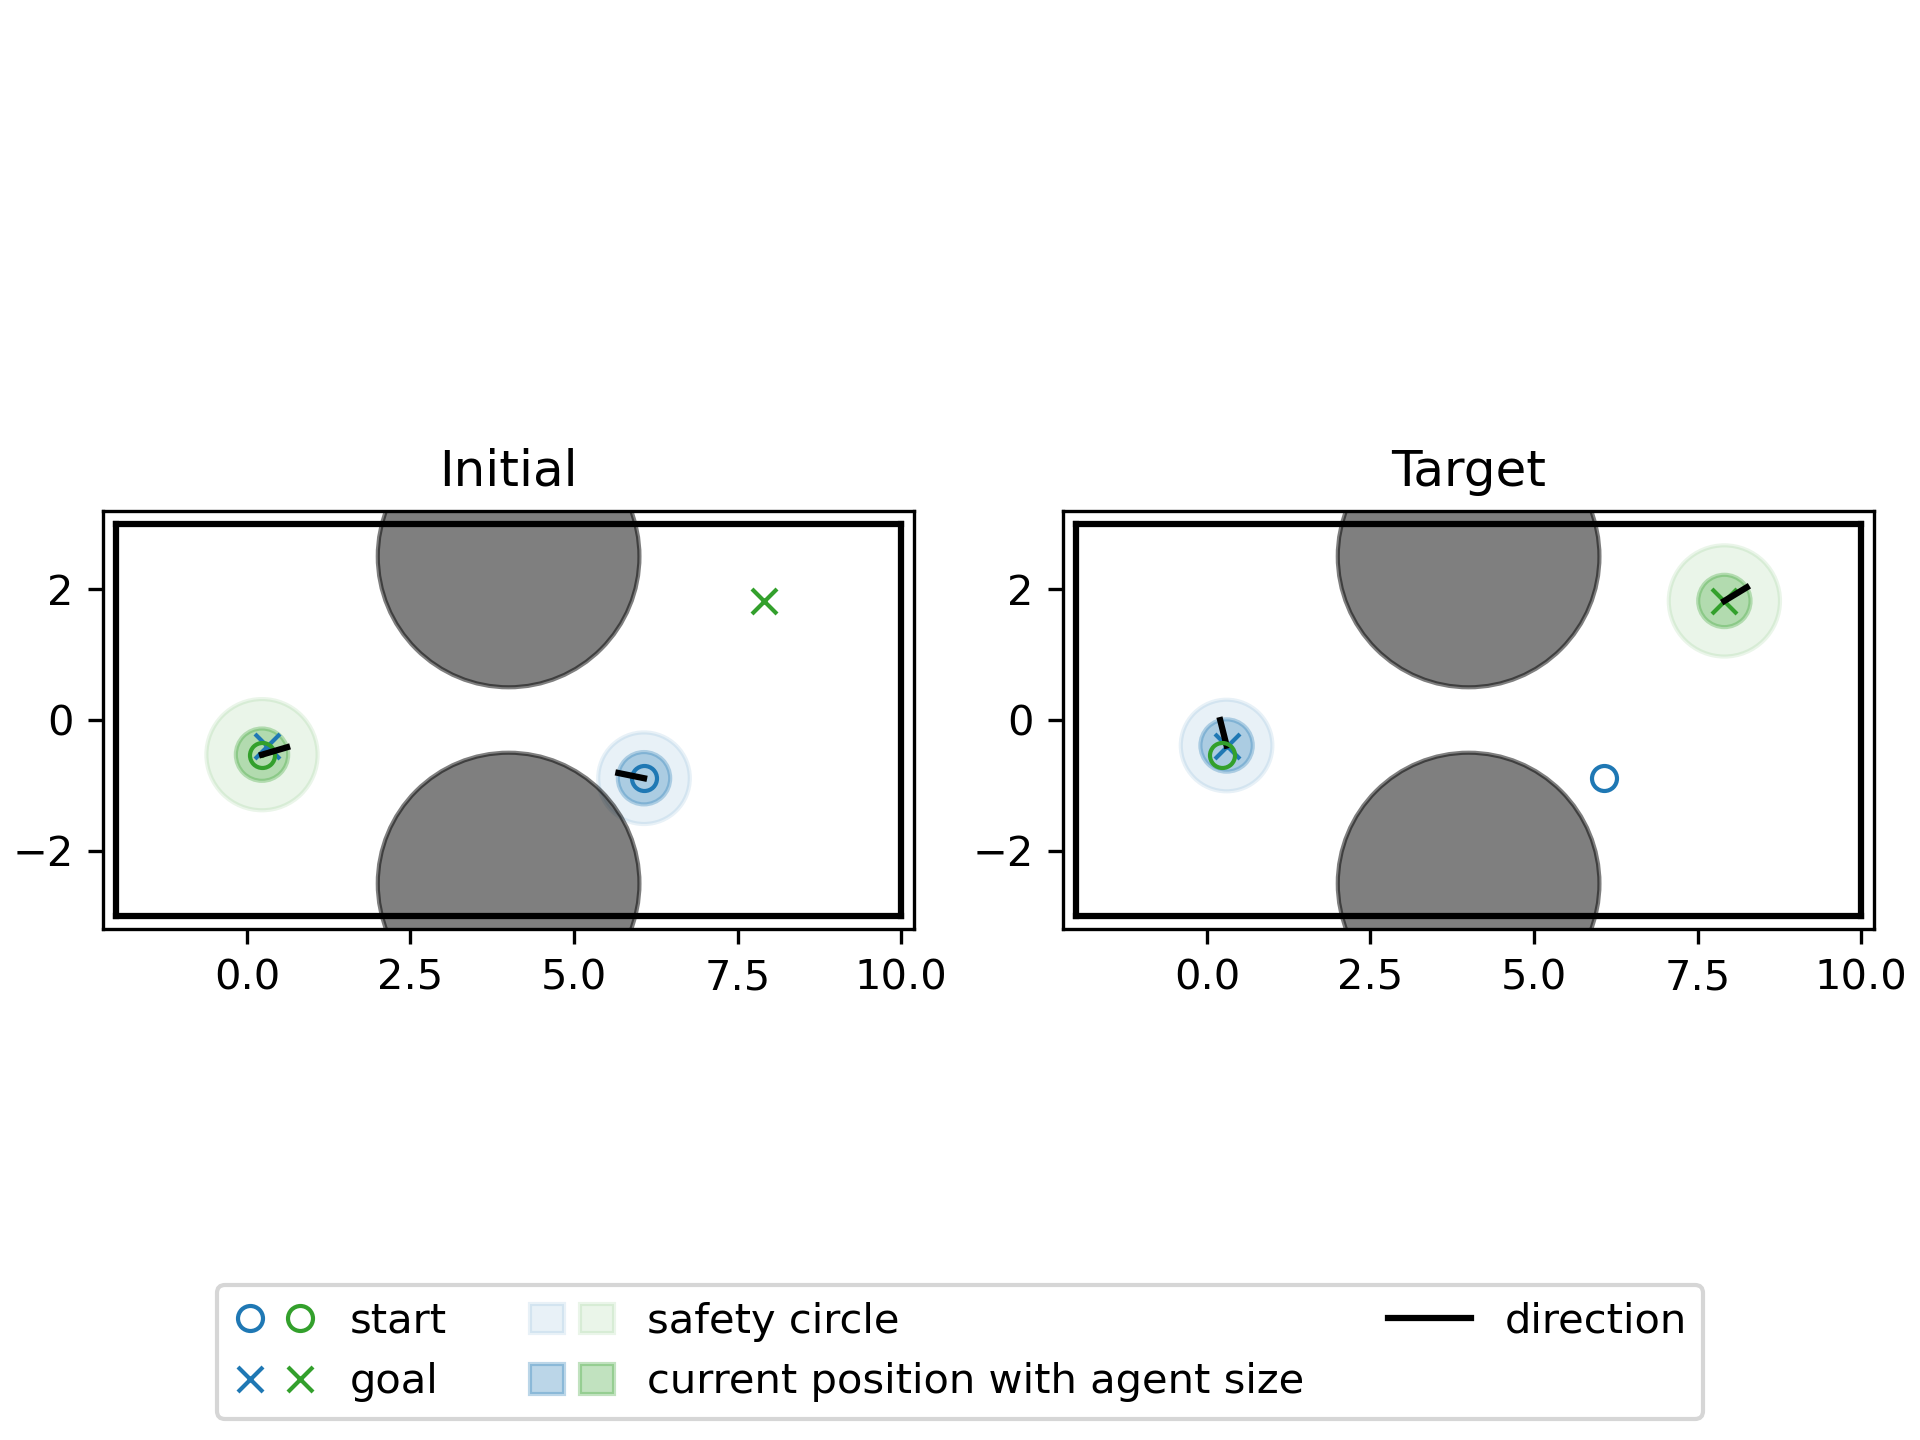 Initial
Target
2
0
−2
0.0 2.5 5.0 7.5 10.0
2
0
−2
0.0 2.5 5.0 7.5 10.0
start
safety circle
direction
goal
current position with agent size